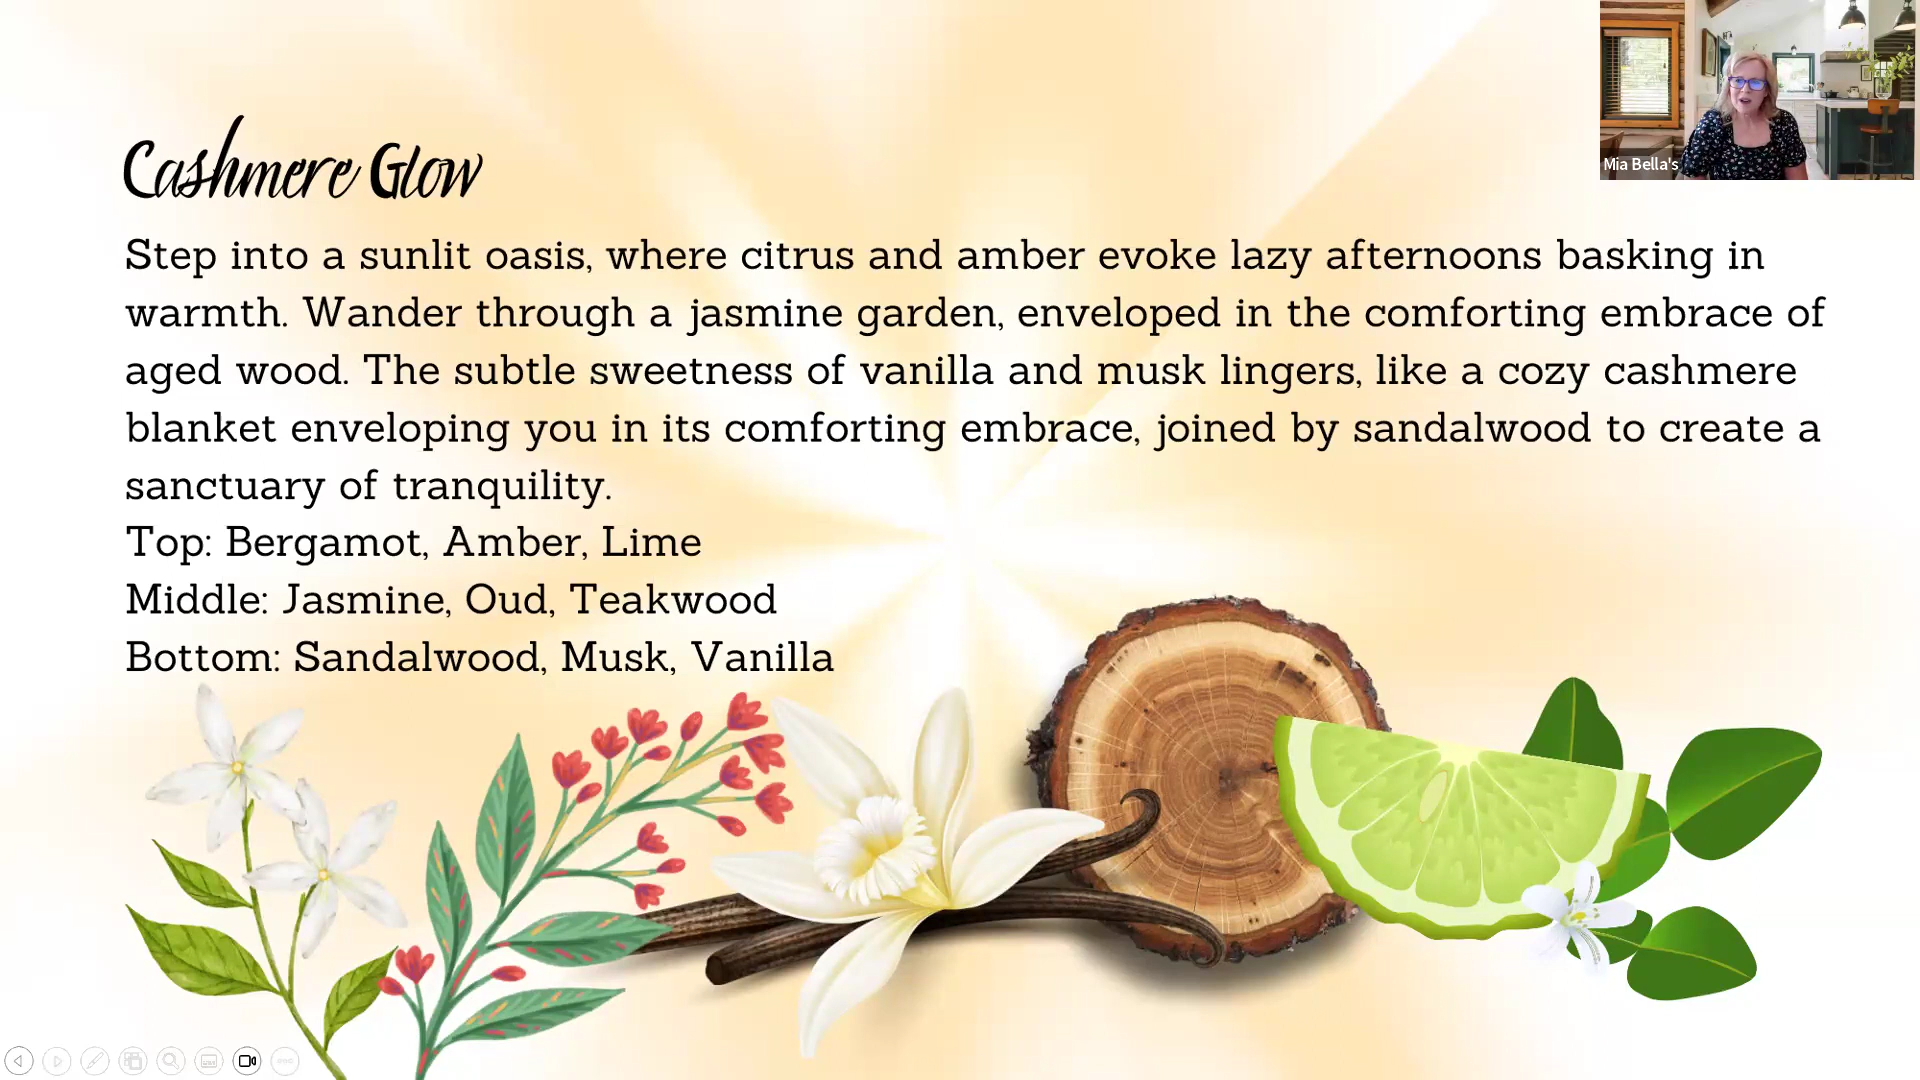 Cashmere Glow
Step into a sunlit oasis, where citrus and amber evoke lazy afternoons basking in
warmth. Wander through a jasmine garden, enveloped in the comforting embrace of
aged wood. The subtle sweetness of vanilla and musk lingers, like a cozy cashmere
blanket enveloping you in its comforting embrace, joined by sandalwood to create a
sanctuary of tranquility.
Top: Bergamot, Amber, Lime
Middle: Jasmine, Oud, Teakwood
Bottom: Sandalwood, Musk, Vanilla
Mia Bella's